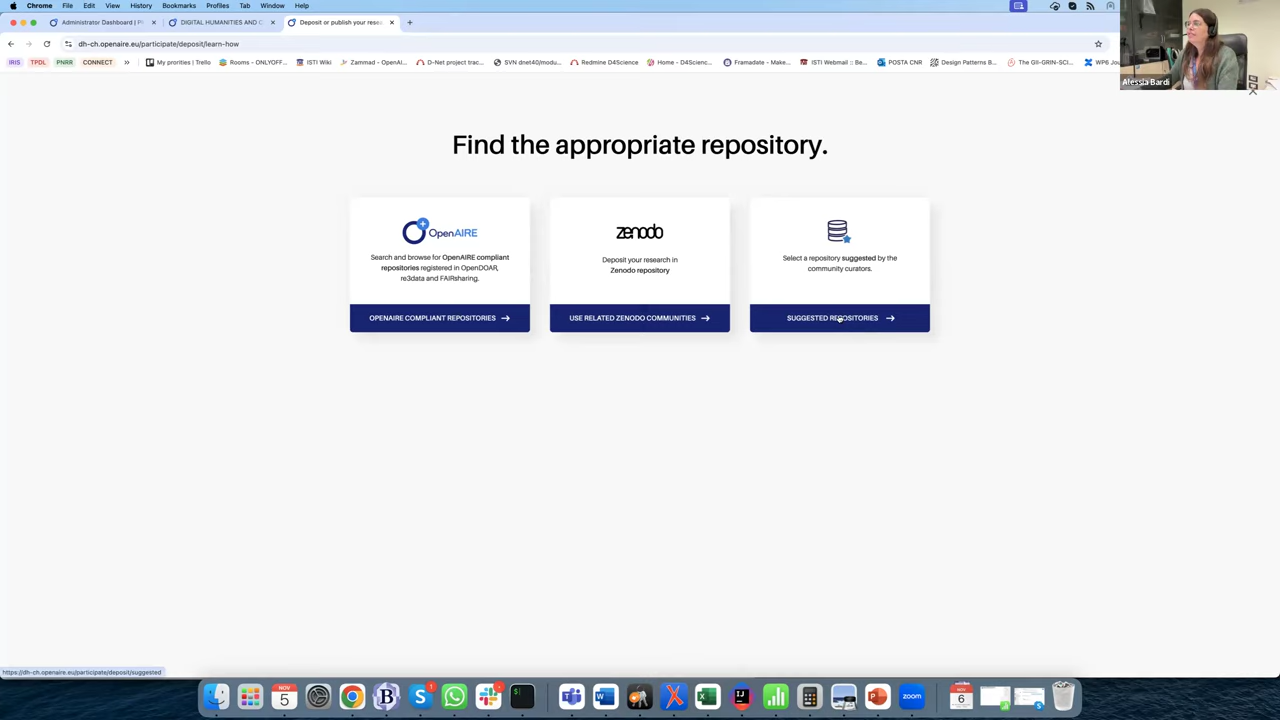 Chrome File Edit View History Bookmarks Profiles Tab Window Help
Administrator Dashboard | Pr
DIGITAL HUMANITIES AND C
Deposit or publish your resea
dh-ch.openaire.eu/participate/deposit/learn-how
IRIS TPDL PNRR CONNECT
My prorities | Trello
Rooms - ONLYOFF...
ISTI Wiki
Zammad - OpenAI...
D-Net project trac...
SVN dnet40/modu...
Redmine D4Science
Home - D4Scienc...
Framadate - Make...
ISTI Webmail :: Be...
POSTA CNR
Design Patterns B...
The GII-GRIN-SCI...
WP6 Jou
Alessia Bardi
Find the appropriate repository.
OpenAIRE
Search and browse for OpenAIRE compliant
repositories registered in OpenDOAR,
re3data and FAIRsharing.
OPENAIRE COMPLIANT REPOSITORIES
zenodo
Deposit your research in
Zenodo repository
USE RELATED ZENODO COMMUNITIES
Select a repository suggested by the
community curators.
SUGGESTED REPOSITORIES
https://dh-ch.openaire.eu/participate/deposit/suggested
NOV
5
1
NOV
6
zoom